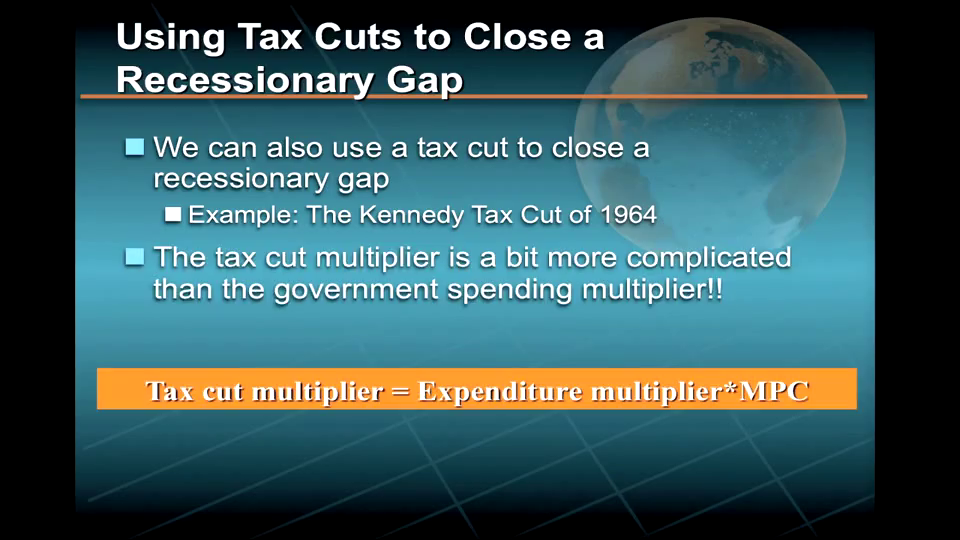 Using Tax Cuts to Close a
Recessionary Gap
We can also use a tax cut to close a
recessionary gap
Example: The Kennedy Tax Cut of 1964
The tax cut multiplier is a bit more complicated
than the government spending multiplier!!
Tax cut multiplier = Expenditure multiplier*MPC